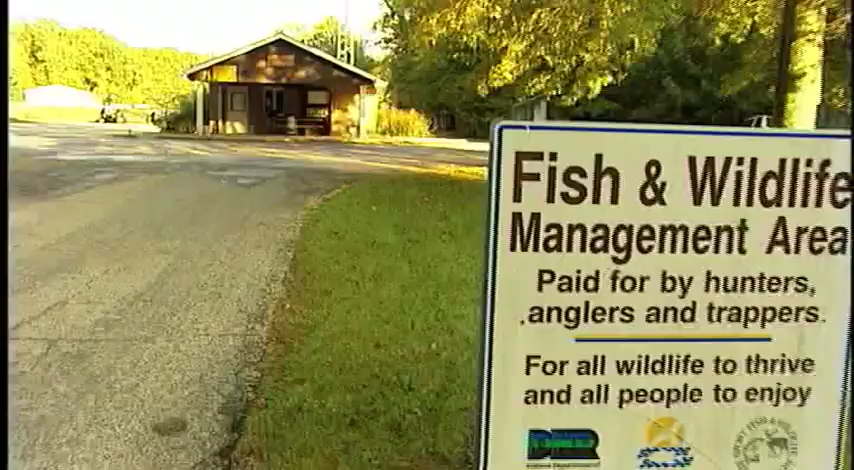 Fish & Wildlife
Management Area
Paid for by hunters,
anglers and trappers.
For all wildlife to thrive
and all people to enjoy